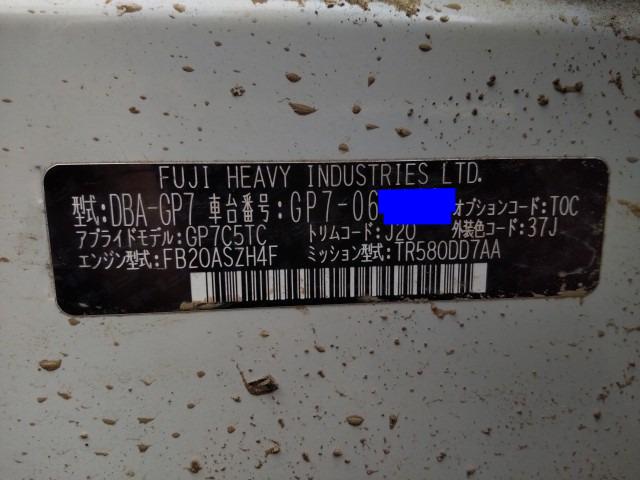 FUJI HEAVY INDUSTRIES LTD.
型式:DBA-GP7 車台番号:GP7-06 オプションコード:TOC
アプライドモデル:GP7C5TC トリムコード:J20 外装色コード:37J
エンジン型式:FB20ASZH4F ミッション型式:TR580DD7AA